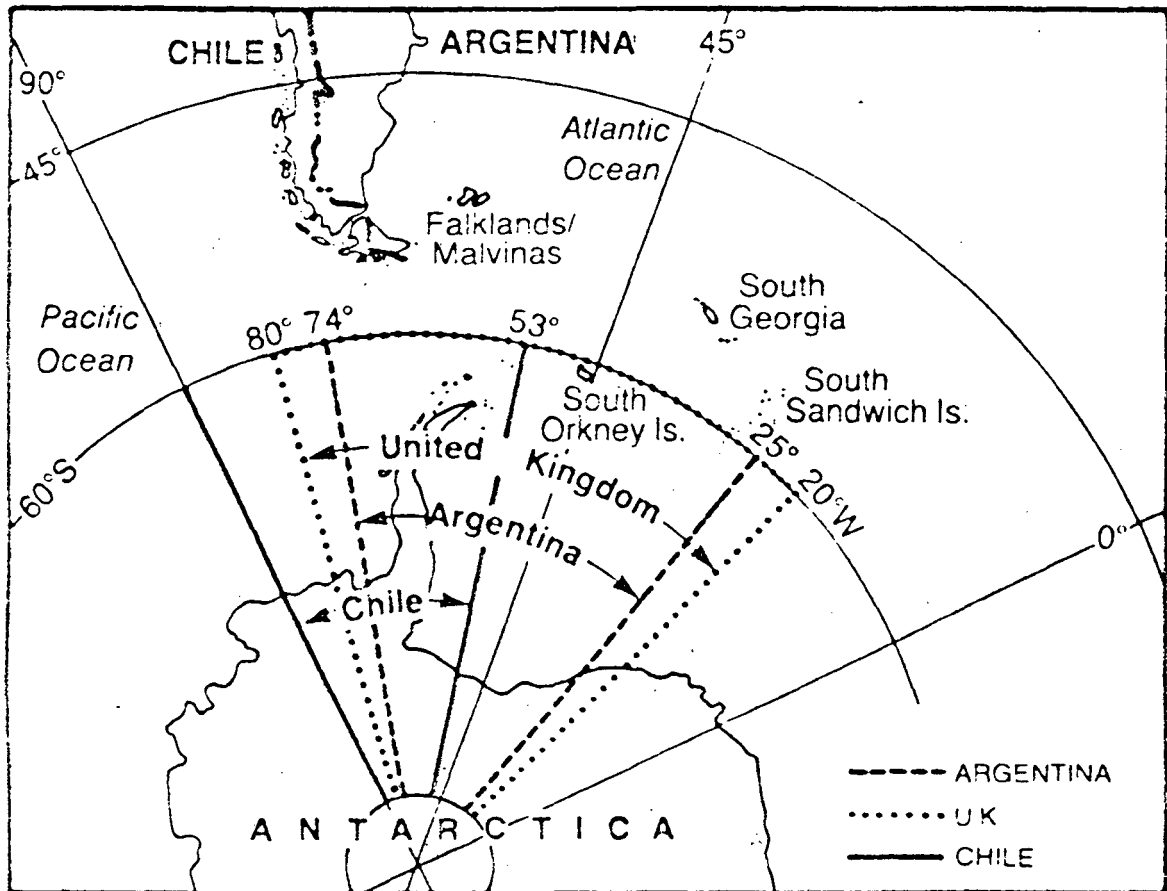 CHILE
ARGENTINA
45°
90°
45°
Atlantic
Ocean
Falklands/
Malvinas
Pacific
Ocean
80°
74°
53°
South
Georgia
South
Orkney Is.
South
Sandwich Is.
60°S
United
Kingdom
25°
20°W
Argentina
0°
Chile
ANTARCTICA
ARGENTINA
UK
CHILE